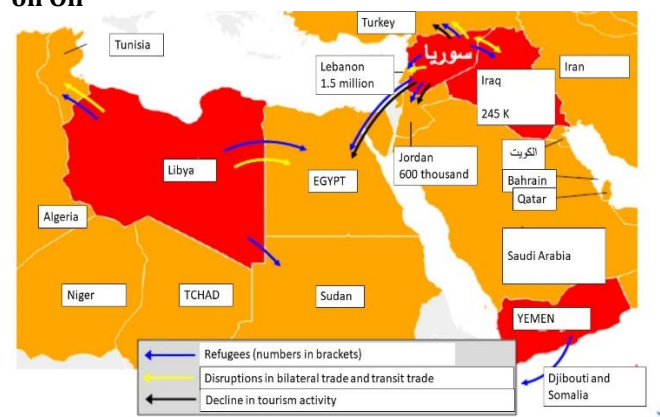 on on
Turkey
Tunisia
سوريا
Lebanon
1.5 million
Iraq
245 K
Iran
Libya
EGYPT
Jordan
600 thousand
الكويت
Bahrain
Qatar
Algeria
Saudi Arabia
Niger
TCHAD
Sudan
YEMEN
Refugees (numbers in brackets)
Disruptions in bilateral trade and transit trade
Decline in tourism activity
Djibouti and
Somalia